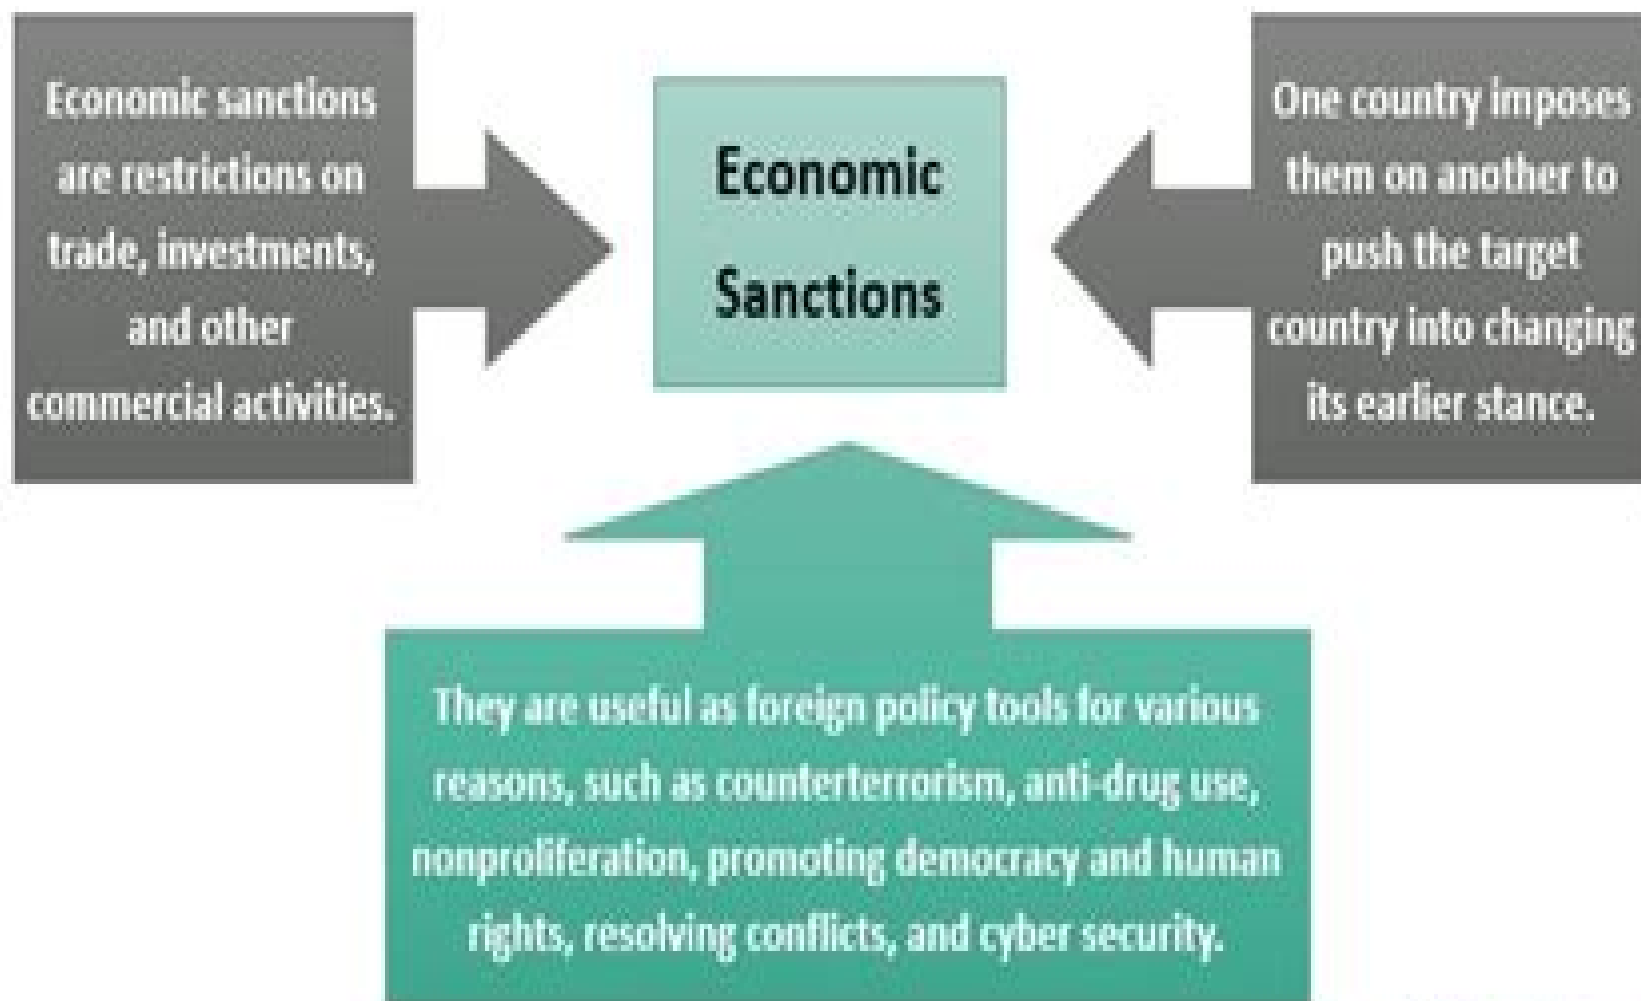 Economic sanctions
are restrictions on
trade, investments,
and other
commercial activities.
Economic
Sanctions
One country imposes
them on another to
push the target
country into changing
its earlier stance.
They are useful as foreign policy tools for various
reasons, such as counterterrorism, anti-drug use,
nonproliferation, promoting democracy and human
rights, resolving conflicts, and cyber security.